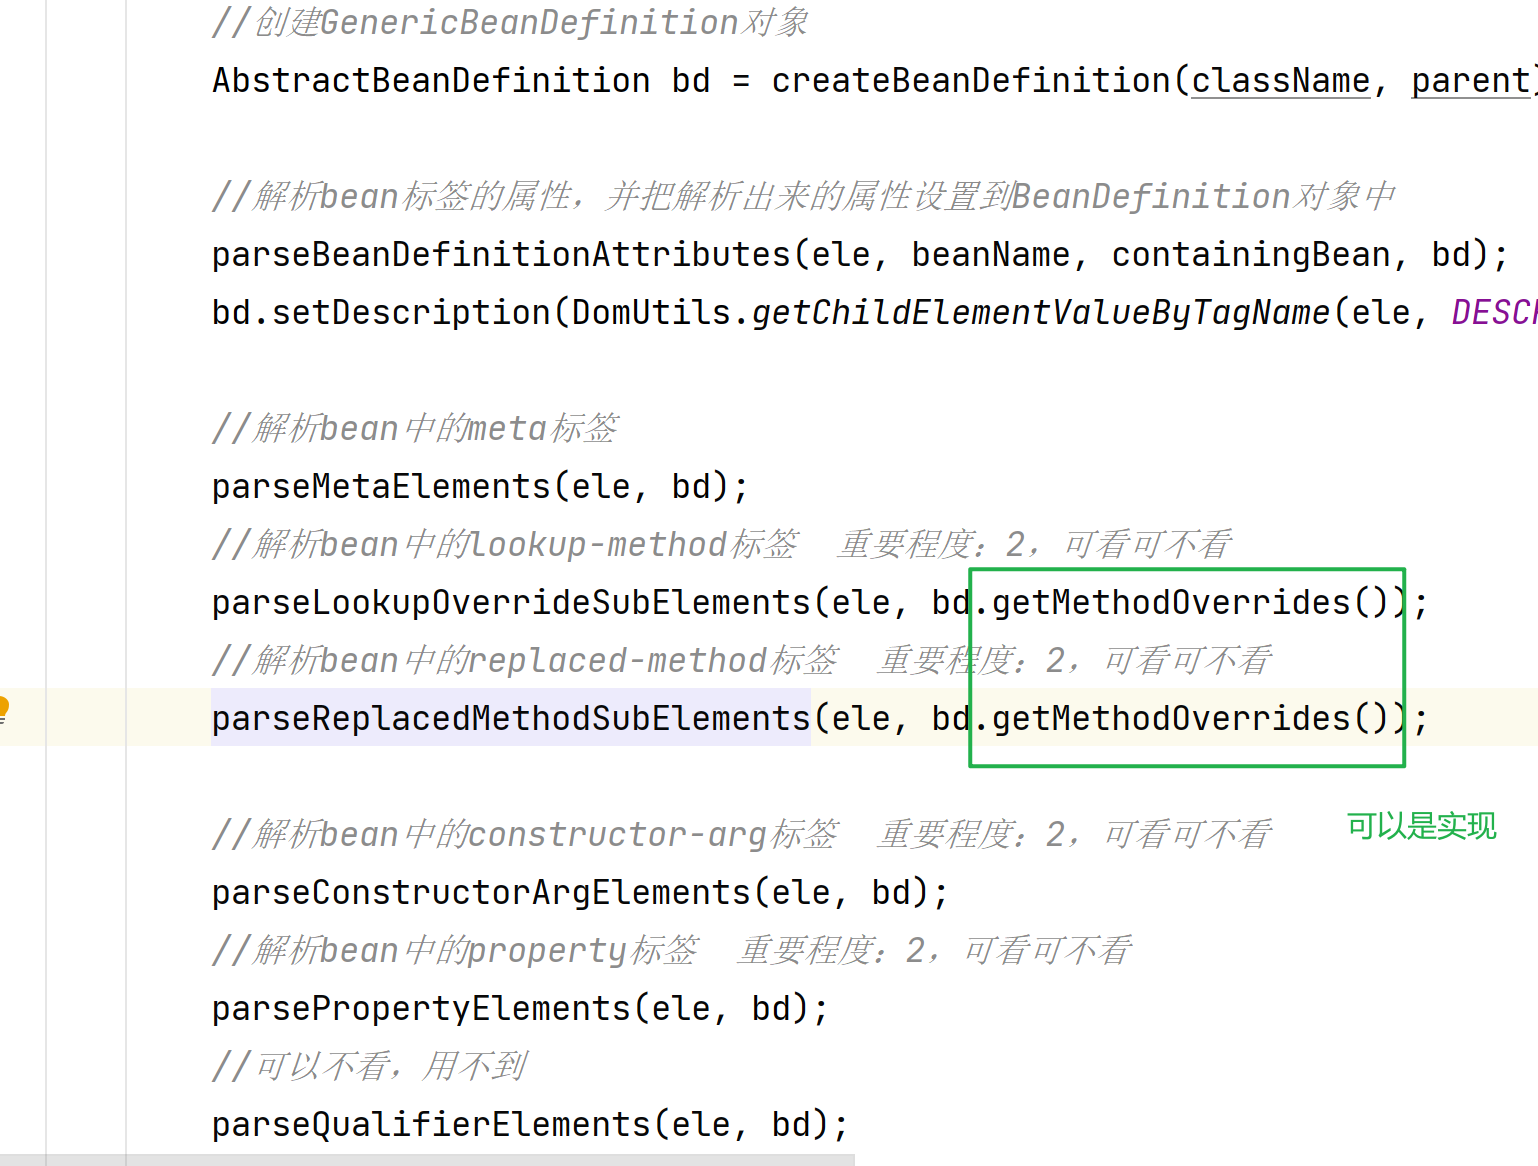 //创建GenericBeanDefinition对象
AbstractBeanDefinition bd = createBeanDefinition(className, parent)
//解析bean标签的属性，并把解析出来的属性设置到BeanDefinition对象中
parseBeanDefinitionAttributes(ele, beanName, containingBean, bd);
bd.setDescription(DomUtils.getChildElementValueByTagName(ele, DESCR
//解析bean中的meta标签
parseMetaElements(ele, bd);
//解析bean中的lookup-method标签  重要程度：2，可看可不看
parseLookupOverrideSubElements(ele, bd.getMethodOverrides());
//解析bean中的replaced-method标签  重要程度：2，可看可不看
parseReplacedMethodSubElements(ele, bd.getMethodOverrides());
//解析bean中的constructor-arg标签  重要程度：2，可看可不看
可以是实现
parseConstructorArgElements(ele, bd);
//解析bean中的property标签  重要程度：2，可看可不看
parsePropertyElements(ele, bd);
//可以不看，用不到
parseQualifierElements(ele, bd);